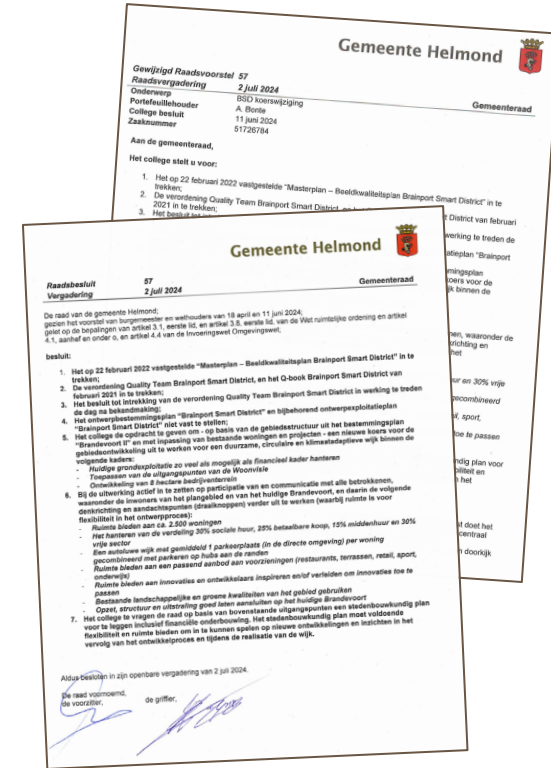 Gemeente Helmond
Gewijzigd Raadsvoorstel 57
Raadsvergadering 2 juli 2024
Gemeenteraad
Onderwerp BSD koerswijziging
Portefeuillehouder A. Bonte
College besluit 11 juni 2024
Zaaknummer 51726784
Aan de gemeenteraad,
Het college stelt u voor:
1. Het op 22 februari 2022 vastgestelde “Masterplan – Beeldkwaliteitsplan Brainport Smart District” in te
trekken;
2. De verordening Quality Team Brainport Smart District, en het District van februari
2021 in te trekken;
3. Het besluit tot werking te treden de
Gemeente Helmond
Raadsbesluit 57
Vergadering 2 juli 2024
Gemeenteraad
De raad van de gemeente Helmond;
gezien het voorstel van burgemeester en wethouders van 18 april en 11 juni 2024;
gelet op de bepalingen van artikel 3.1, eerste lid, en artikel 3.8, eerste lid, van de Wet ruimtelijke ordening en artikel
4.1, aanhef en onder o, en artikel 4.4 van de Invoeringswet Omgevingswet;
besluit:
1. Het op 22 februari 2022 vastgestelde “Masterplan – Beeldkwaliteitsplan Brainport Smart District” in te
trekken;
2. De verordening Quality Team Brainport Smart District, en het Q-book Brainport Smart District van
februari 2021 in te trekken;
3. Het besluit tot intrekking van de verordening Quality Team Brainport Smart District in werking te treden
de dag na bekendmaking;
4. Het ontwerpbestemmingsplan “Brainport Smart District” en bijbehorend ontwerpexploitatieplan
“Brainport Smart District” niet vast te stellen;
5. Het college de opdracht te geven om - op basis van de gebiedsstructuur uit het bestemmingsplan
“Brandevoort II” en met inpassing van bestaande woningen en projecten - een nieuwe koers voor de
gebiedsontwikkeling uit te werken voor een duurzame, circulaire en klimaatadaptieve wijk binnen de
volgende kaders:
- Huidige grondexploitatie zo veel als mogelijk als financieel kader hanteren
- Toepassen van de uitgangspunten van de Woonvisie
- Ontwikkeling van 8 hectare bedrijventerrein
6. Bij de uitwerking actief in te zetten op participatie van en communicatie met alle betrokkenen,
waaronder de inwoners van het plangebied en van het huidige Brandevoort, en daarin de volgende
denkrichting en aandachtspunten (draaiknoppen) verder uit te werken (waarbij ruimte is voor
flexibiliteit in het ontwerpproces):
- Ruimte bieden aan ca. 2.500 woningen
- Het hanteren van de verdeling 30% sociale huur, 25% betaalbare koop, 15% middenhuur en 30%
vrije sector
- Een autoluwe wijk met gemiddeld 1 parkeerplaats (in de directe omgeving) per woning
gecombineerd met parkeren op hubs aan de randen
- Ruimte bieden aan een passend aanbod aan voorzieningen (restaurants, terrassen, retail, sport,
onderwijs)
- Ruimte bieden aan innovaties en ontwikkelaars inspireren en/of verleiden om innovaties toe te
passen
- Bestaande landschappelijke en groene kwaliteiten van het gebied gebruiken
- Opzet, structuur en uitstraling goed laten aansluiten op het huidige Brandevoort
7. Het college te vragen de raad op basis van bovenstaande uitgangspunten een stedenbouwkundig plan
voor te leggen inclusief financiële onderbouwing. Het stedenbouwkundig plan moet voldoende
flexibiliteit en ruimte bieden om in te kunnen spelen op nieuwe ontwikkelingen en inzichten in het
vervolg van het ontwikkelproces en tijdens de realisatie van de wijk.
Aldus besloten in zijn openbare vergadering van 2 juli 2024.
De raad voornoemd,
de voorzitter, de griffier,